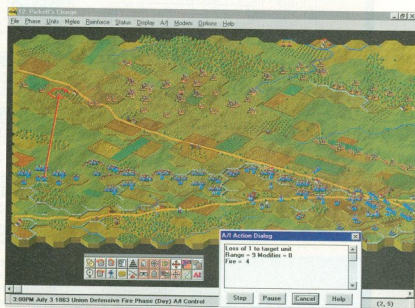 12. Pickett's Charge
File Phase Units Melee Reinforce Status Display A/I Modem Options Help
A/I Action Dialog
Loss of 1 to target unit
Range = 9 Modifier = 0
Fire = 4
Step Pause Cancel Help
3:00PM July 3 1863 Union Defensive Fire Phase (Day) A/I Control
(2, 5)